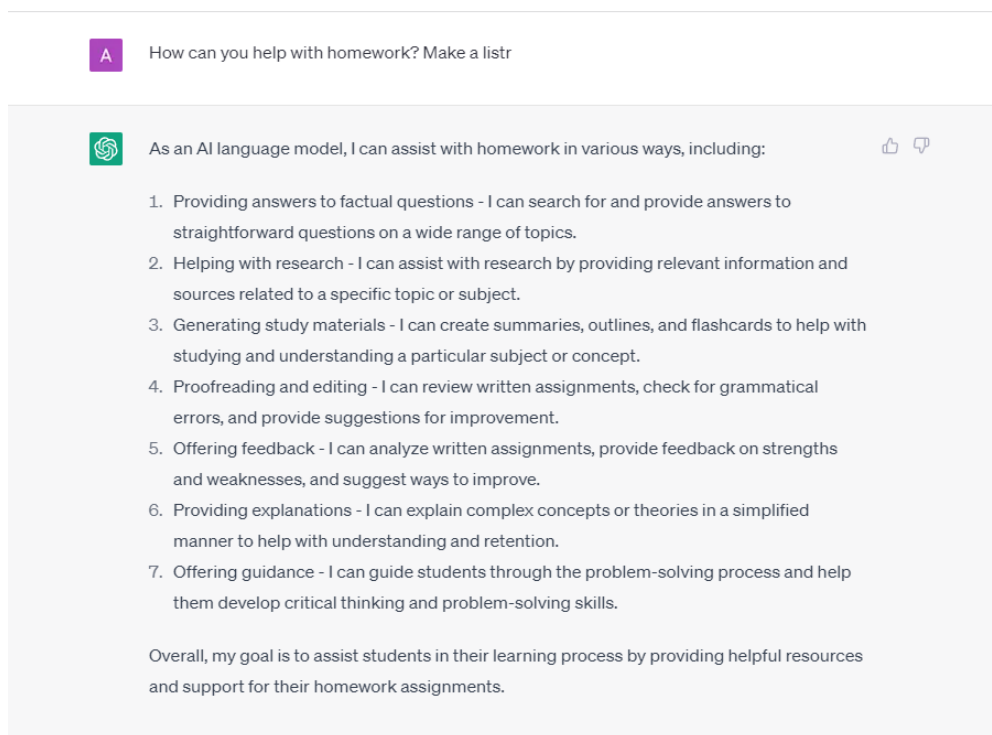 A
How can you help with homework? Make a listr
As an AI language model, I can assist with homework in various ways, including:
1. Providing answers to factual questions - I can search for and provide answers to
straightforward questions on a wide range of topics.
2. Helping with research - I can assist with research by providing relevant information and
sources related to a specific topic or subject.
3. Generating study materials - I can create summaries, outlines, and flashcards to help with
studying and understanding a particular subject or concept.
4. Proofreading and editing - I can review written assignments, check for grammatical
errors, and provide suggestions for improvement.
5. Offering feedback - I can analyze written assignments, provide feedback on strengths
and weaknesses, and suggest ways to improve.
6. Providing explanations - I can explain complex concepts or theories in a simplified
manner to help with understanding and retention.
7. Offering guidance - I can guide students through the problem-solving process and help
them develop critical thinking and problem-solving skills.
Overall, my goal is to assist students in their learning process by providing helpful resources
and support for their homework assignments.